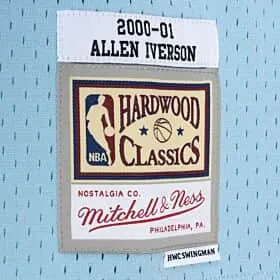 2000-01
ALLEN IVERSON
HARDWOOD
CLASSICS
NBA
NOSTALGIA CO.
Mitchell & Ness
PHILADELPHIA, PA.
HWCSWINGMAN